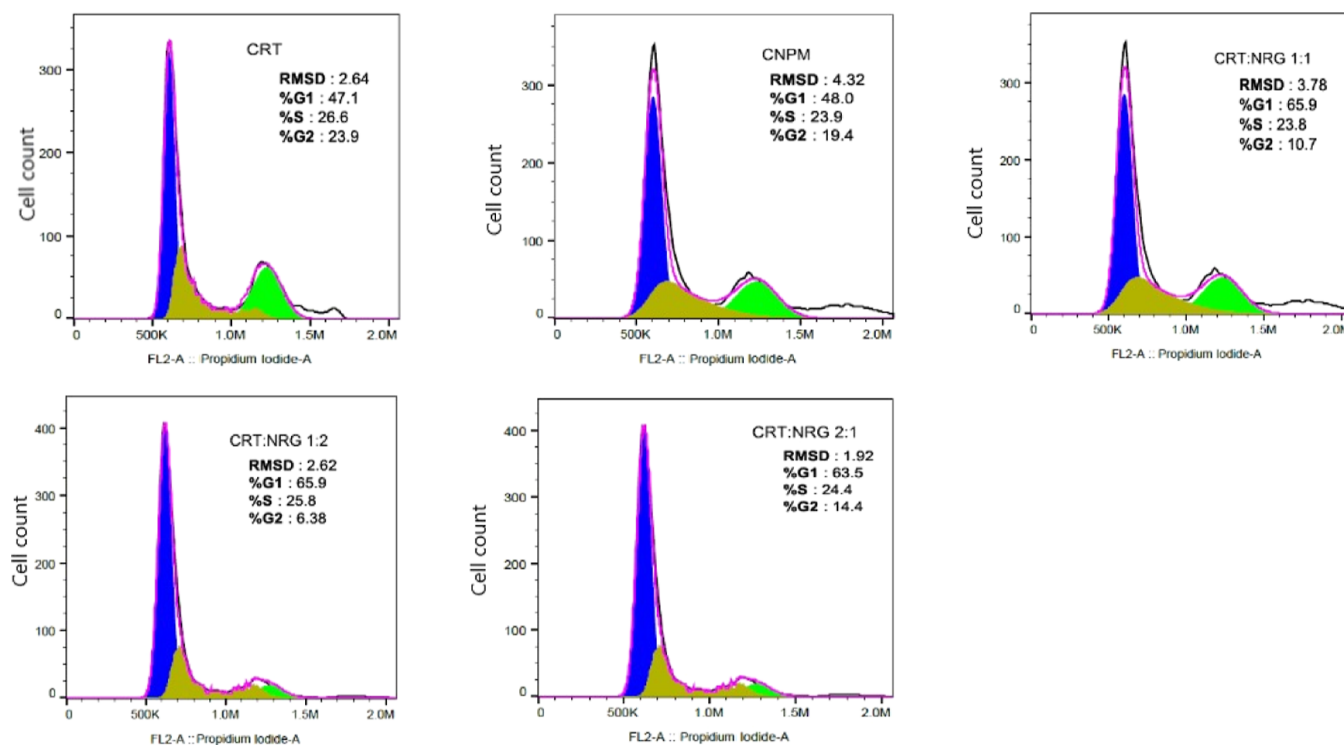 CRT
RMSD : 2.64
%G1 : 47.1
%S : 26.6
%G2 : 23.9
300
200
100
0
Cell count
0 500K 1.0M 1.5M 2.0M
FL2-A :: Propidium Iodide-A
CNPM
RMSD : 4.32
%G1 : 48.0
%S : 23.9
%G2 : 19.4
300
200
100
0
Cell count
0 500K 1.0M 1.5M 2.0M
FL2-A :: Propidium Iodide-A
CRT:NRG 1:1
RMSD : 3.78
%G1 : 65.9
%S : 23.8
%G2 : 10.7
300
200
100
0
Cell count
0 500K 1.0M 1.5M 2.0M
FL2-A :: Propidium Iodide-A
CRT:NRG 1:2
RMSD : 2.62
%G1 : 65.9
%S : 25.8
%G2 : 6.38
400
300
200
100
0
Cell count
0 500K 1.0M 1.5M 2.0M
FL2-A :: Propidium Iodide-A
CRT:NRG 2:1
RMSD : 1.92
%G1 : 63.5
%S : 24.4
%G2 : 14.4
400
300
200
100
0
Cell count
0 500K 1.0M 1.5M 2.0M
FL2-A :: Propidium Iodide-A